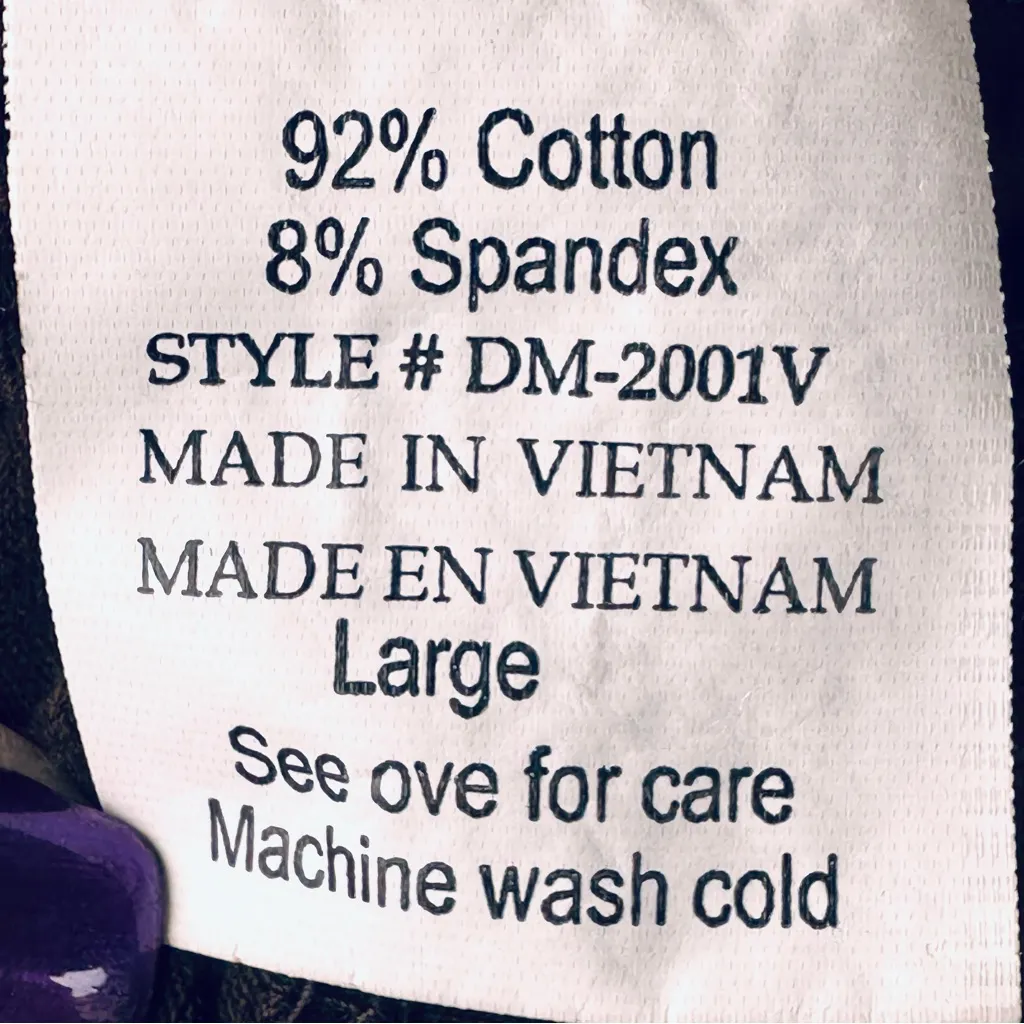 92% Cotton
8% Spandex
STYLE # DM-2001V
MADE IN VIETNAM
MADE EN VIETNAM
Large
See ove for care
Machine wash cold